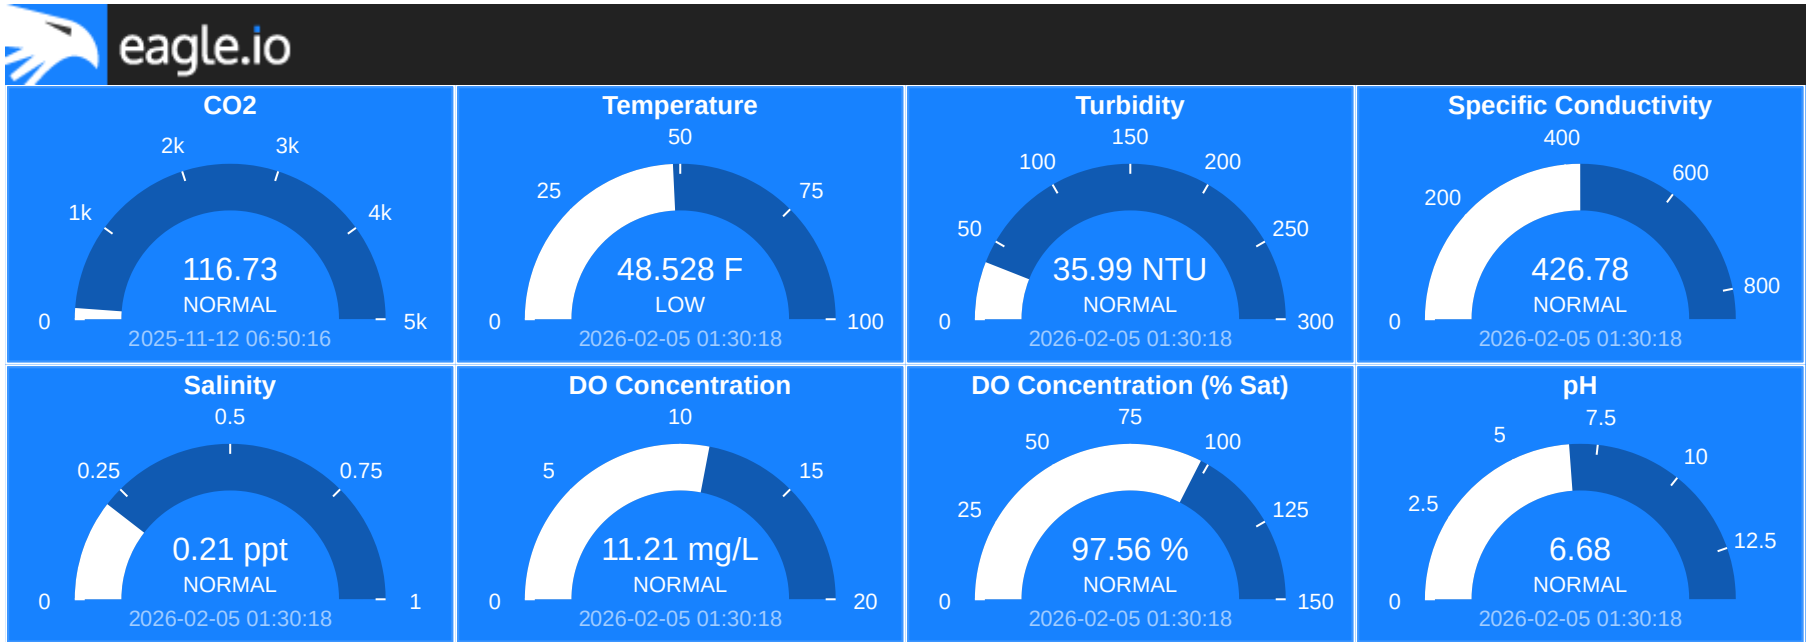 eagle.io
CO2
0
1k
2k
3k
4k
5k
116.73
NORMAL
2025-11-12 06:50:16
Temperature
0
25
50
75
100
48.528 F
LOW
2026-02-05 01:30:18
Turbidity
0
50
100
150
200
250
300
35.99 NTU
NORMAL
2026-02-05 01:30:18
Specific Conductivity
0
200
400
600
800
426.78
NORMAL
2026-02-05 01:30:18
Salinity
0
0.25
0.5
0.75
1
0.21 ppt
NORMAL
2026-02-05 01:30:18
DO Concentration
0
5
10
15
20
11.21 mg/L
NORMAL
2026-02-05 01:30:18
DO Concentration (% Sat)
0
25
50
75
100
125
150
97.56 %
NORMAL
2026-02-05 01:30:18
pH
0
2.5
5
7.5
10
12.5
6.68
NORMAL
2026-02-05 01:30:18